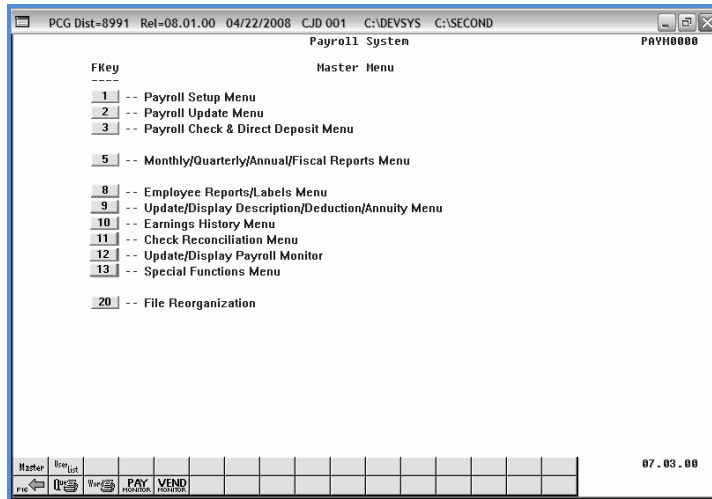 PCG Dist=8991 Rel=08.01.00 04/22/2008 CJD 001 C:\DEVSYS C:\SECOND
Payroll System PAYM0000
FKey Master Menu
----
1 -- Payroll Setup Menu
2 -- Payroll Update Menu
3 -- Payroll Check & Direct Deposit Menu
5 -- Monthly/Quarterly/Annual/Fiscal Reports Menu
8 -- Employee Reports/Labels Menu
9 -- Update/Display Description/Deduction/Annuity Menu
10 -- Earnings History Menu
11 -- Check Reconciliation Menu
12 -- Update/Display Payroll Monitor
13 -- Special Functions Menu
20 -- File Reorganization
Master User List 07.03.00
F16 Que Wor PAY MONITOR VEND MONITOR